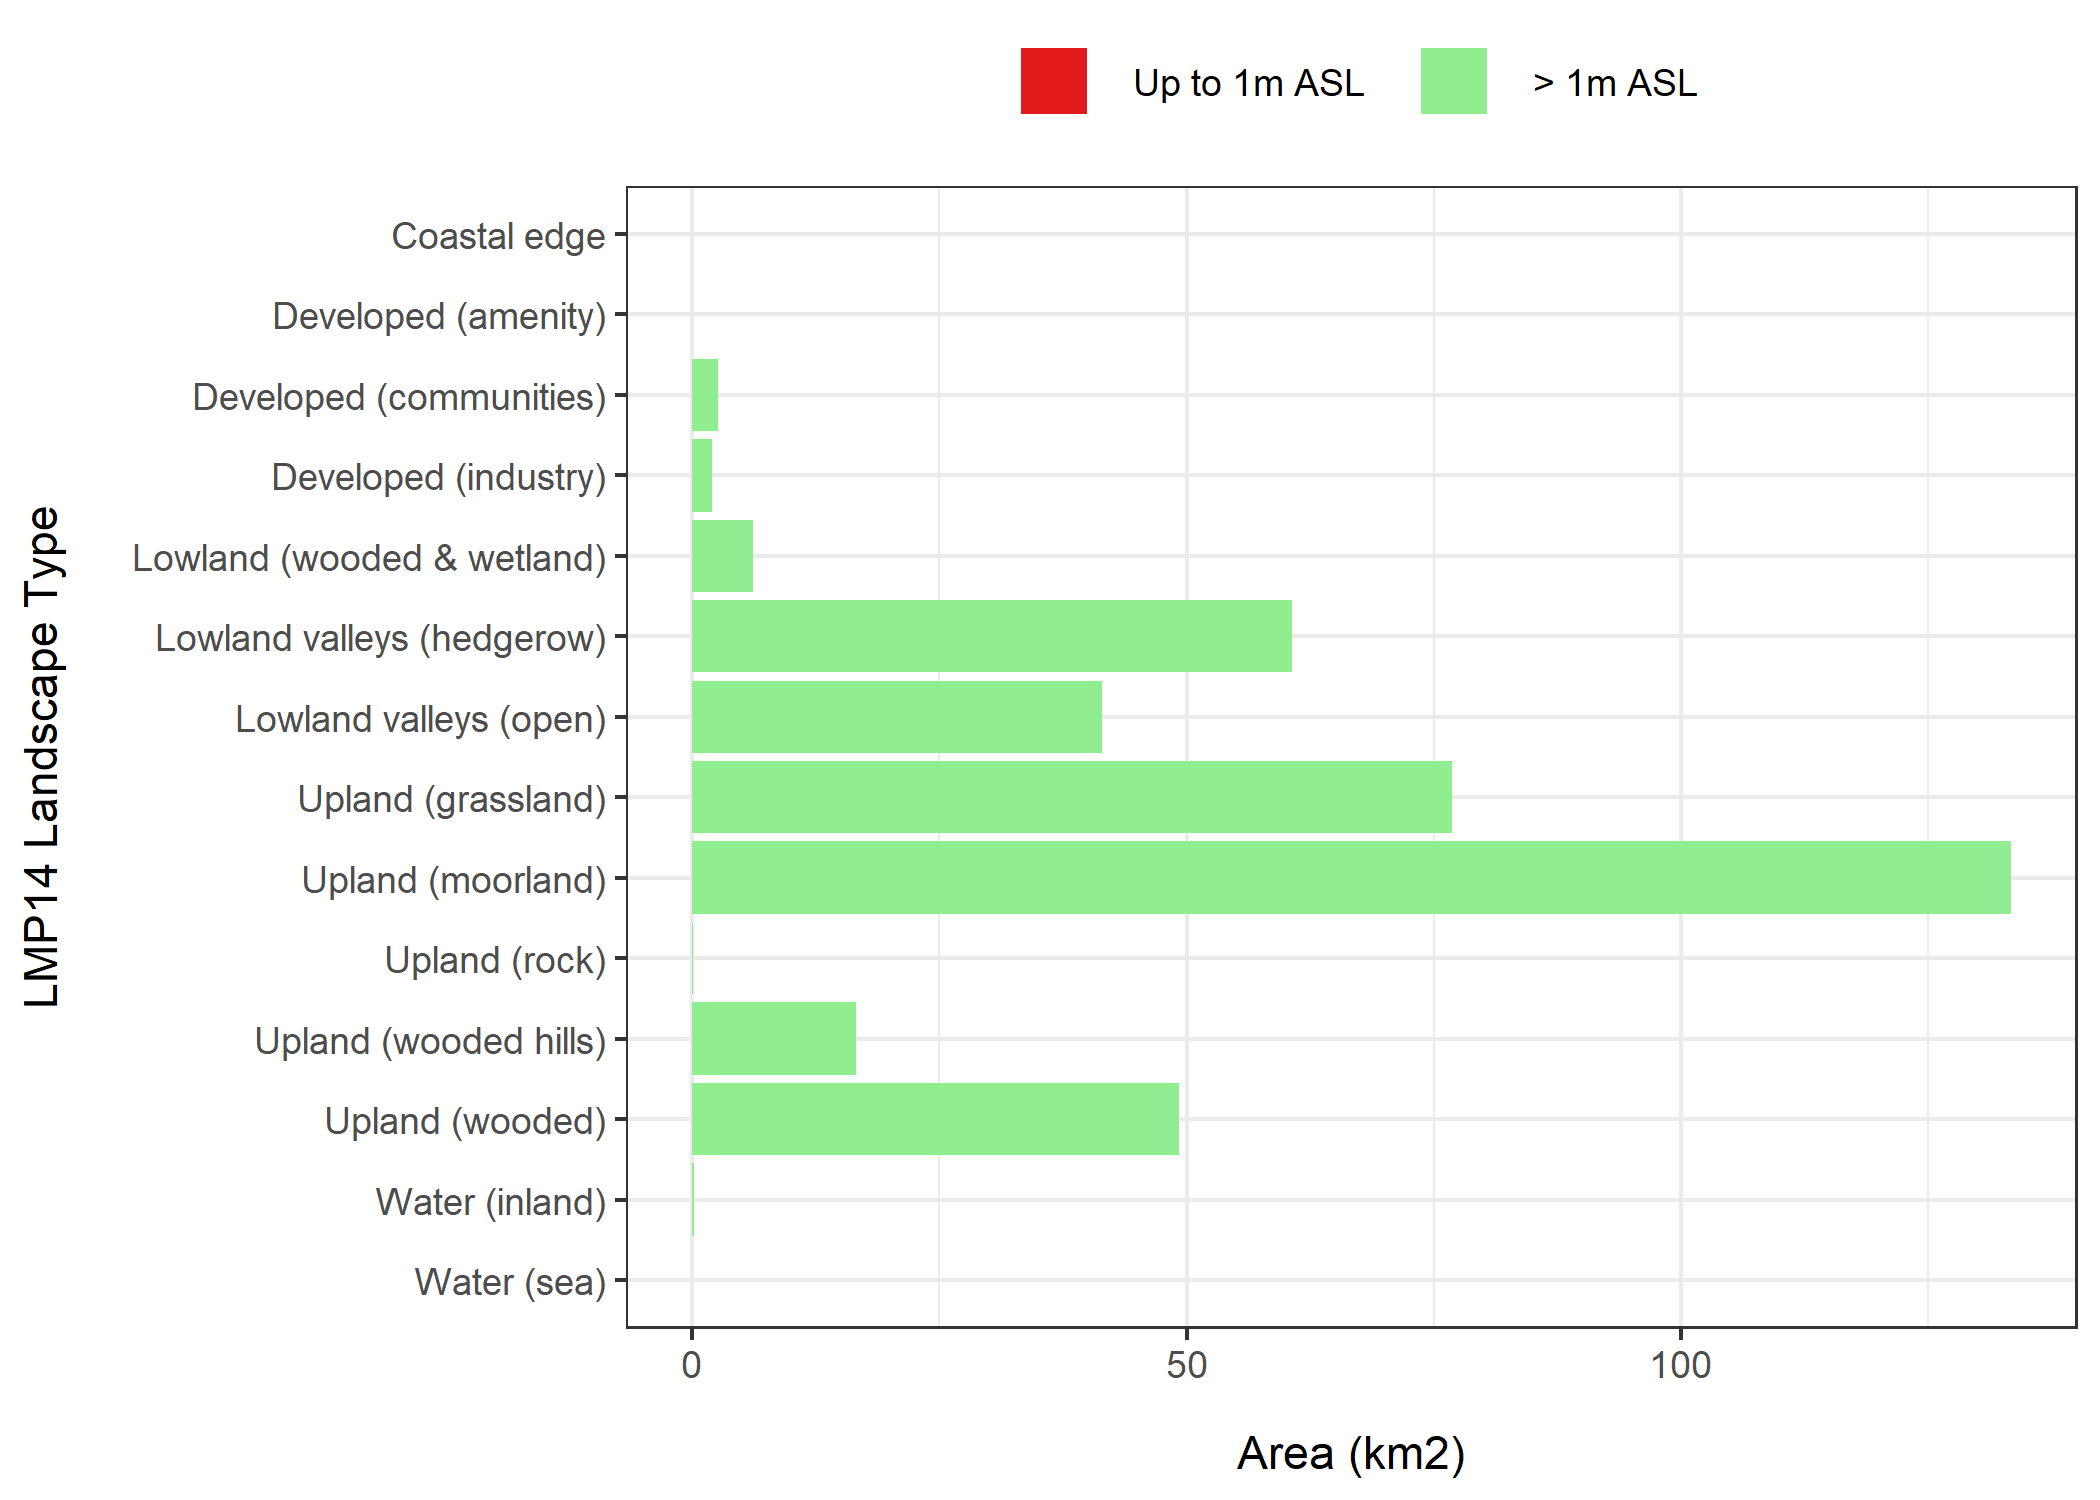 Up to 1m ASL
> 1m ASL
LMP14 Landscape Type
Coastal edge
Developed (amenity)
Developed (communities)
Developed (industry)
Lowland (wooded & wetland)
Lowland valleys (hedgerow)
Lowland valleys (open)
Upland (grassland)
Upland (moorland)
Upland (rock)
Upland (wooded hills)
Upland (wooded)
Water (inland)
Water (sea)
0
50
100
Area (km2)